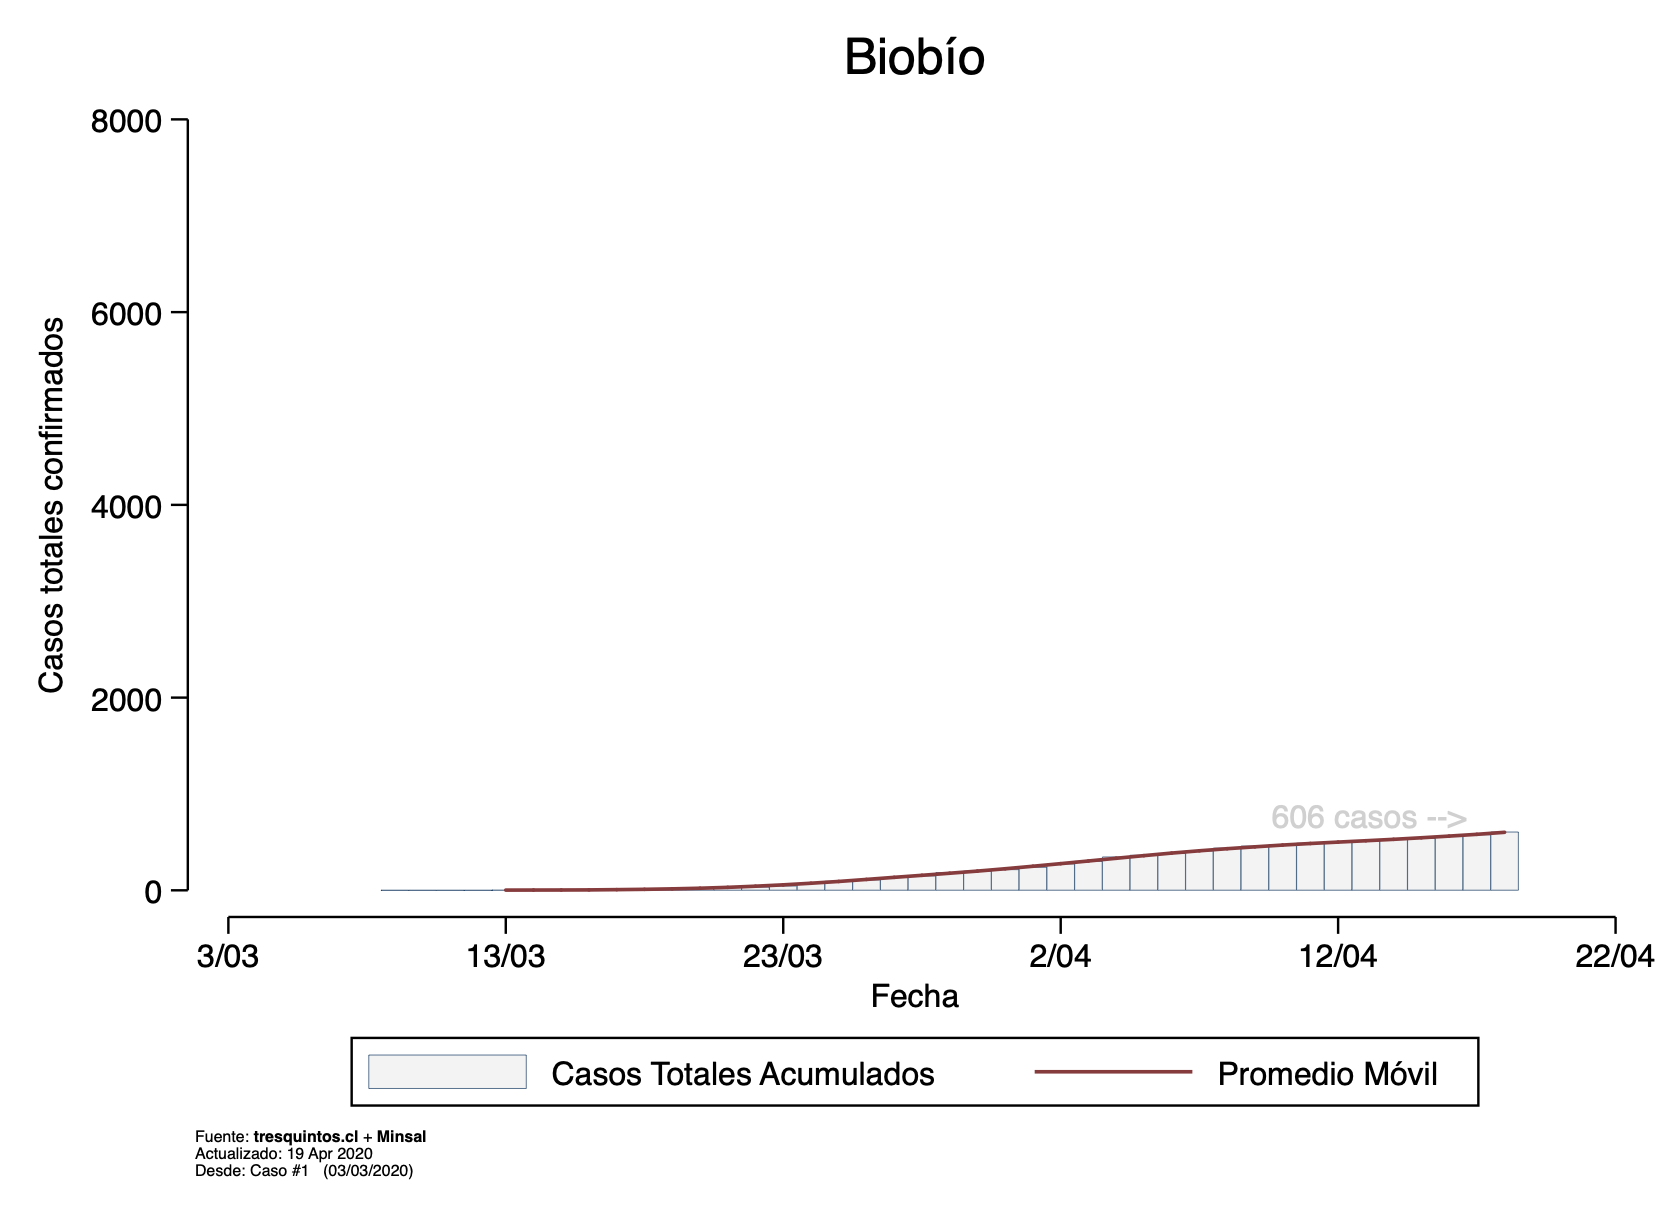 Biobío
8000
6000
4000
2000
0
Casos totales confirmados
606 casos -->
3/03 13/03 23/03 2/04 12/04 22/04
Fecha
Casos Totales Acumulados Promedio Móvil
Fuente: tresquintos.cl + Minsal
Actualizado: 19 Apr 2020
Desde: Caso #1 (03/03/2020)